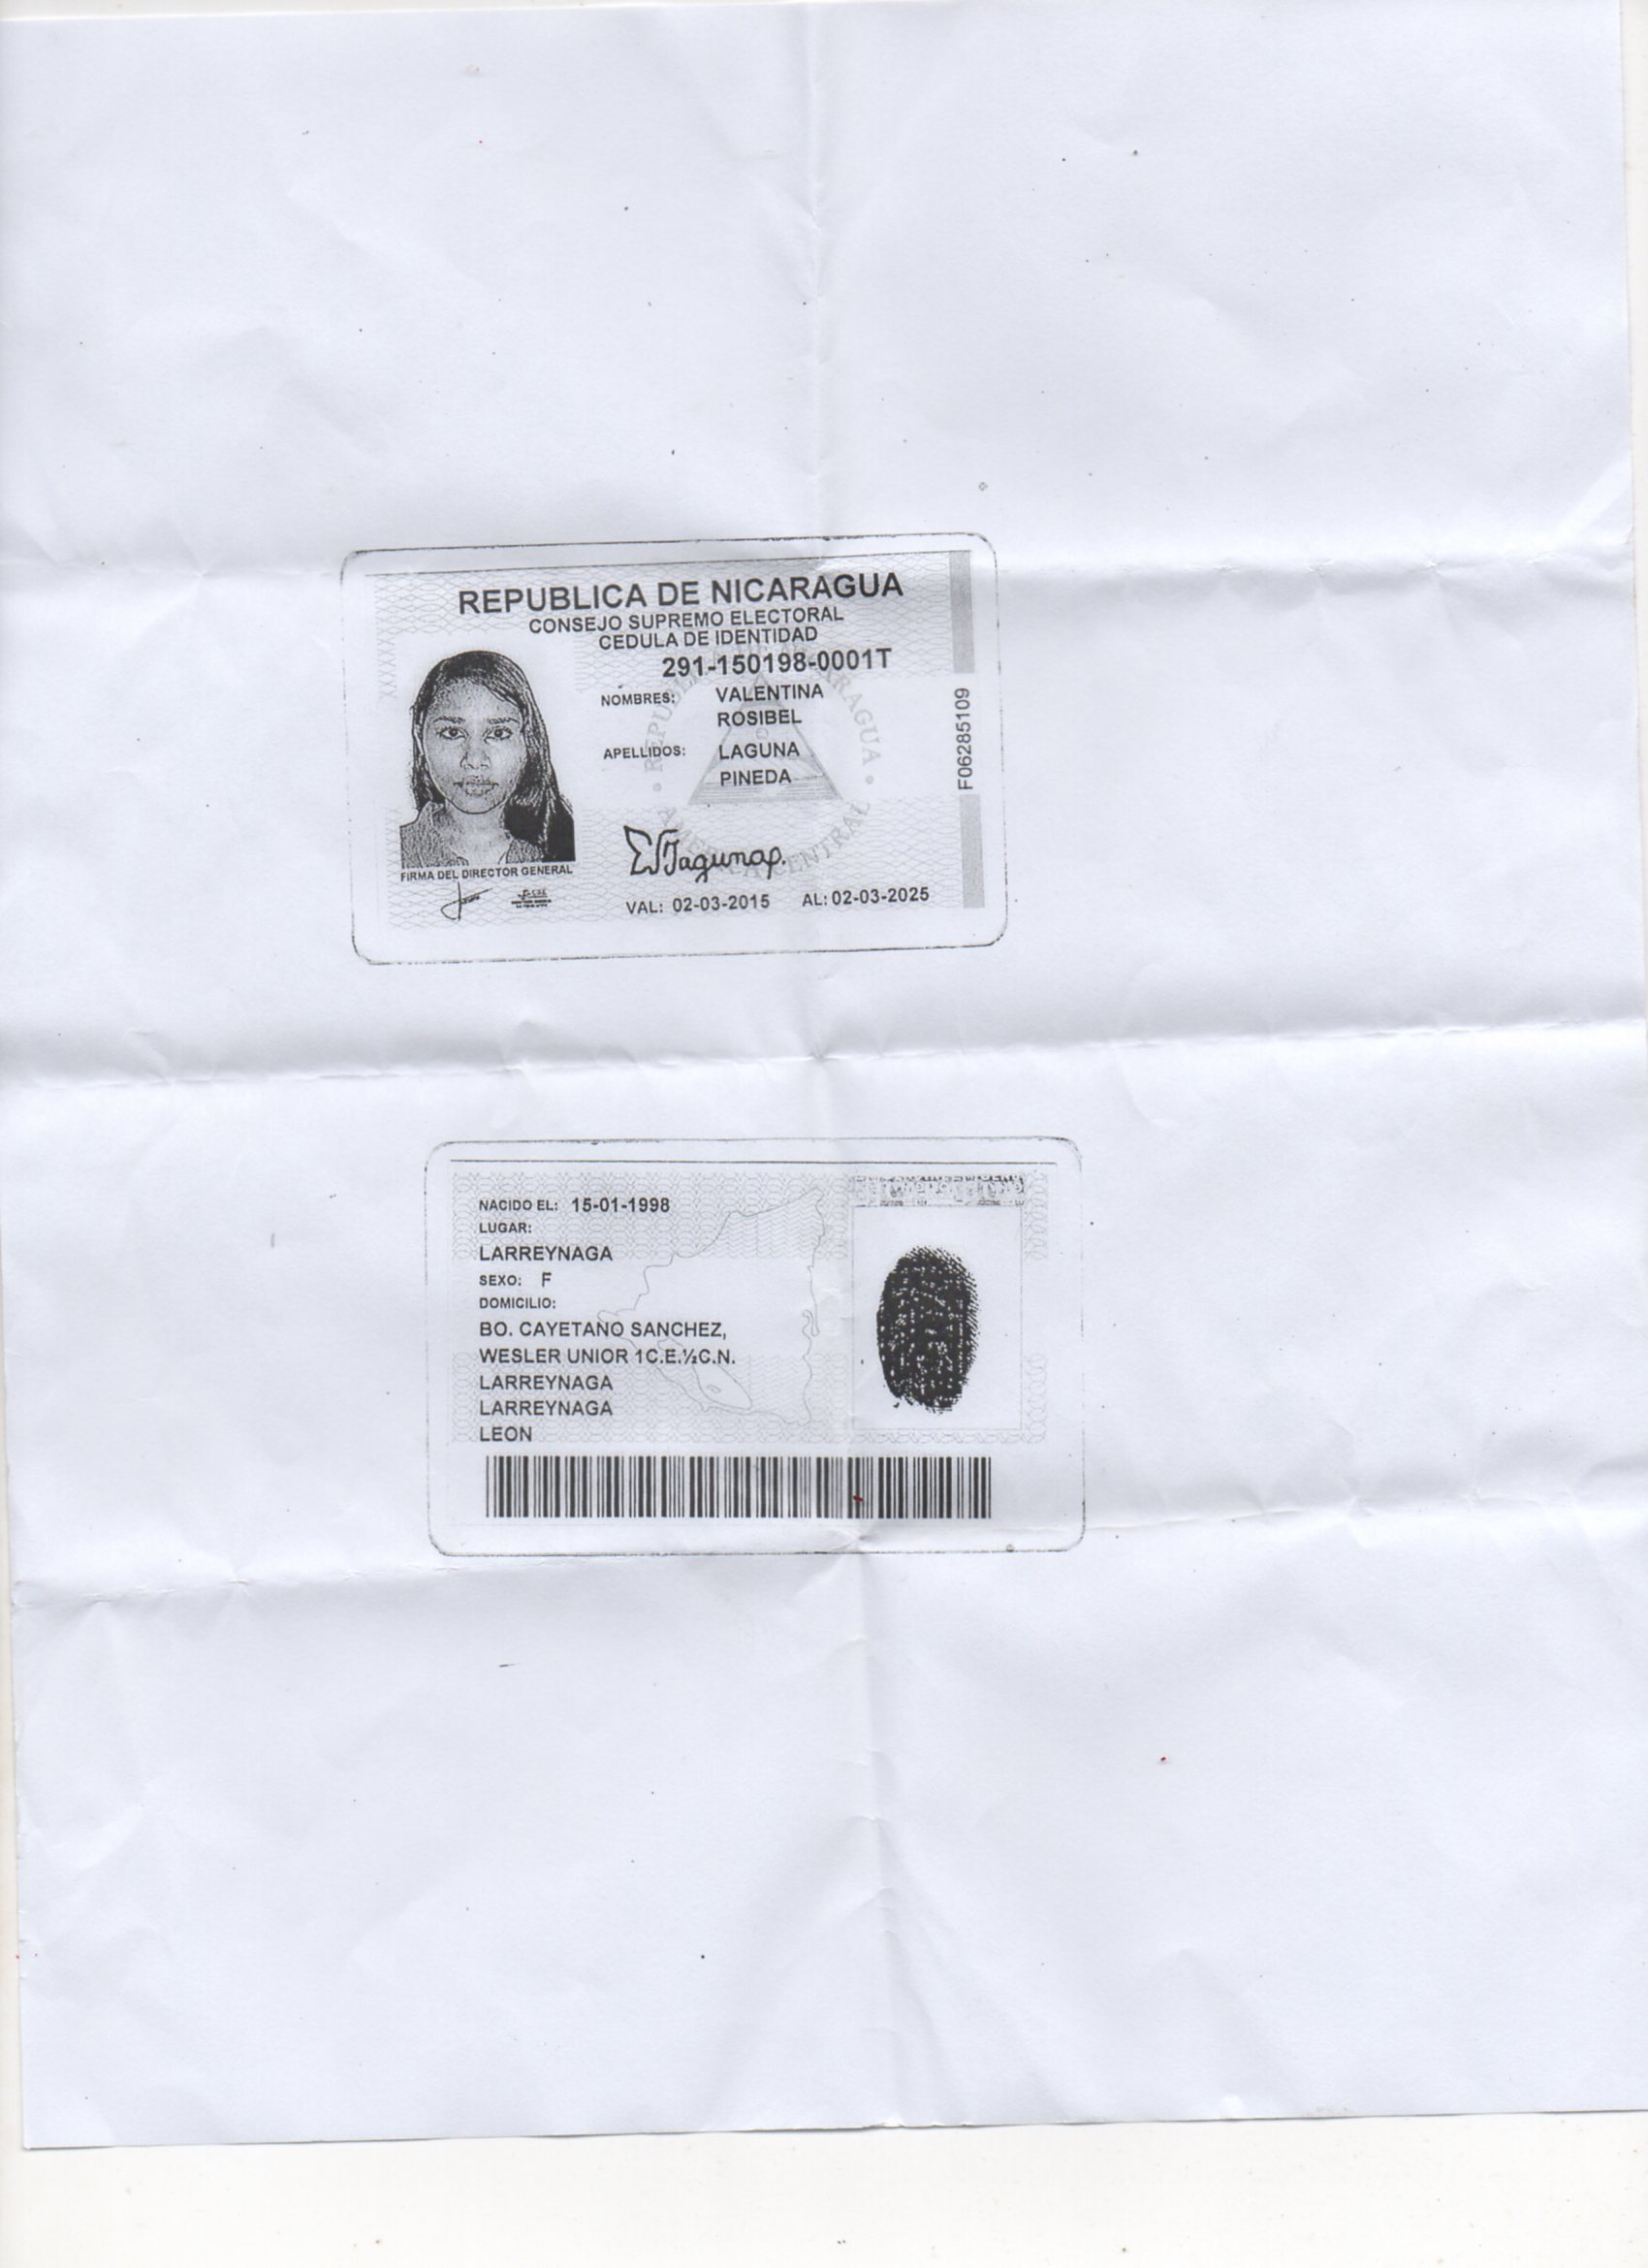 REPUBLICA DE NICARAGUA
CONSEJO SUPREMO ELECTORAL
CEDULA DE IDENTIDAD
291-150198-0001T
NOMBRES: VALENTINA
ROSIBEL
APELLIDOS: LAGUNA
PINEDA
REPUBLICA DE NICARAGUA
AMERICA CENTRAL
F06285109
FIRMA DEL DIRECTOR GENERAL
VAL: 02-03-2015 AL: 02-03-2025
NACIDO EL: 15-01-1998
LUGAR:
LARREYNAGA
SEXO: F
DOMICILIO:
BO. CAYETANO SANCHEZ,
WESLER UNIOR 1C.E.½C.N.
LARREYNAGA
LARREYNAGA
LEON